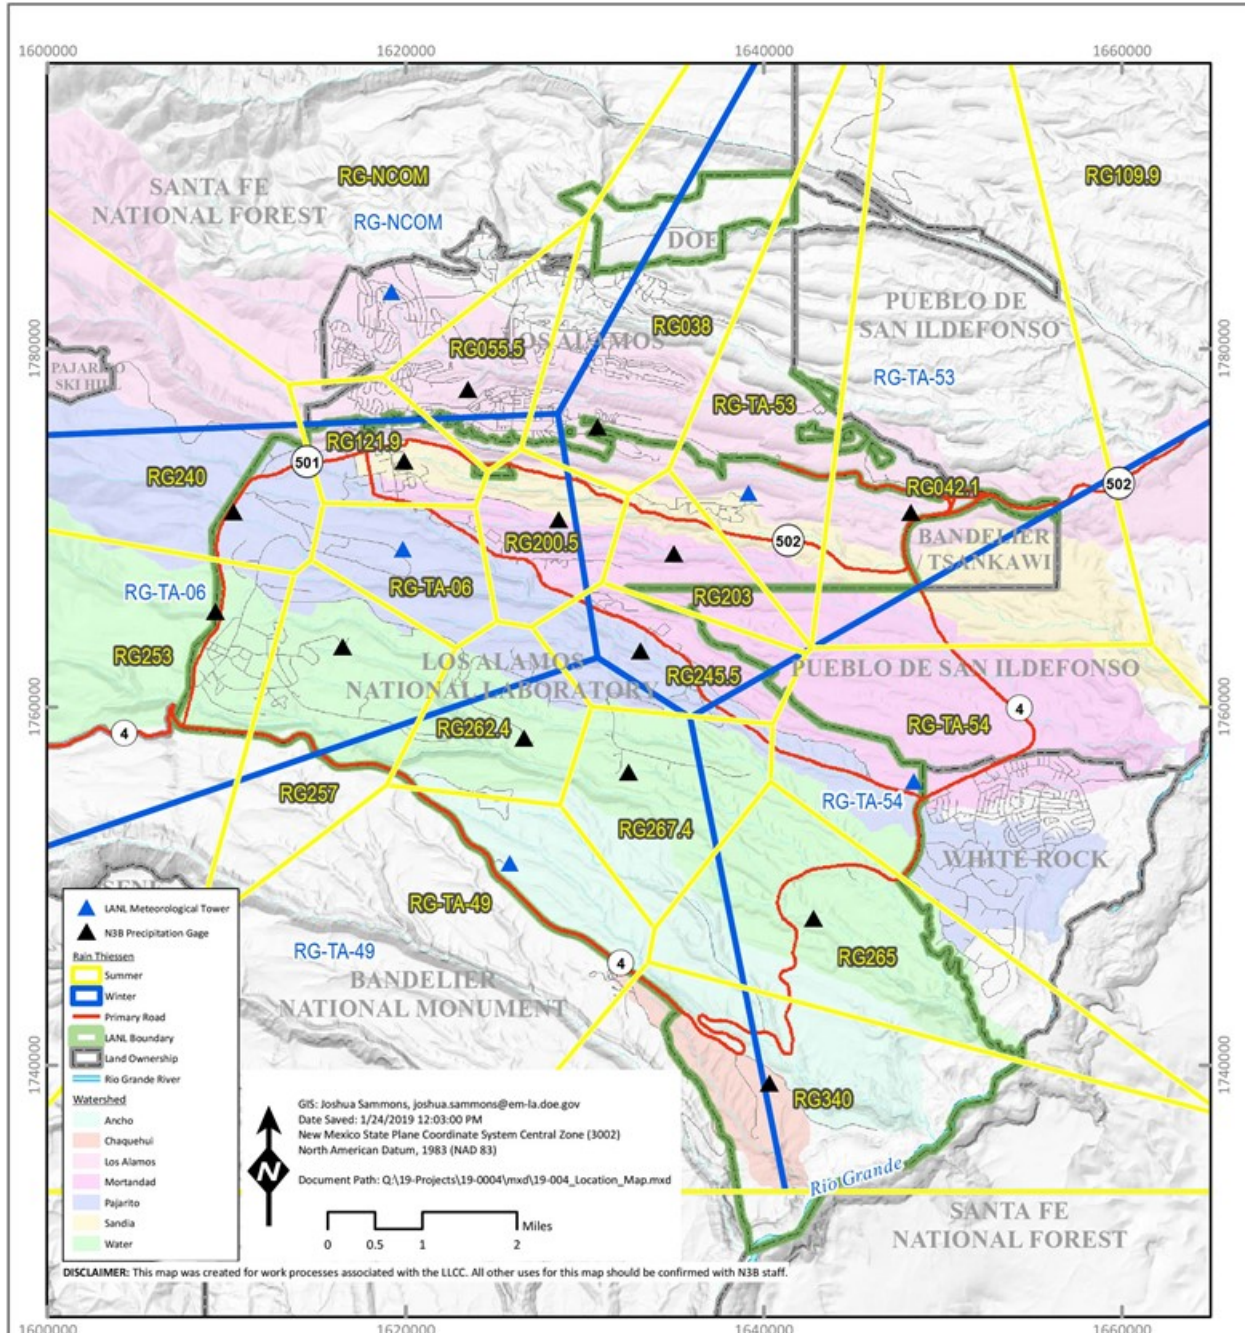 1600000
1620000
1640000
1660000
SANTA FE
NATIONAL FOREST
RG-NCOM
RG-NCOM
RG109.9
DOE
PUEBLO DE
SAN ILDEFONSO
RG038
LOS ALAMOS
RG055.5
1780000
1780000
PAJARITO
SKI HILL
RG-TA-53
RG-TA-53
RG121.9
RG240
501
RG042.1
502
RG200.5
502
BANDELIER
/ TSANKAWI
RG-TA-06
RG-TA-06
RG203
RG253
LOS ALAMOS
NATIONAL LABORATORY
RG245.5
PUEBLO DE SAN ILDEFONSO
1760000
1760000
4
4
RG262.4
RG-TA-54
RG257
RG-TA-54
RG267.4
WHITE ROCK
RG-TA-49
RG265
RG-TA-49
4
BANDELIER
NATIONAL MONUMENT
1740000
1740000
RG340
Rio Grande
SANTA FE
NATIONAL FOREST
LANL Meteorological Tower
N3B Precipitation Gage
Rain Thiessen
Summer
Winter
Primary Road
LANL Boundary
Land Ownership
Rio Grande River
Watershed
Ancho
Chaquehui
Los Alamos
Mortandad
Pajarito
Sandia
Water
N
GIS: Joshua Sammons, joshua.sammons@em-la.doe.gov
Date Saved: 1/24/2019 12:03:00 PM
New Mexico State Plane Coordinate System Central Zone (3002)
North American Datum, 1983 (NAD 83)
Document Path: Q:\19-Projects\19-0004\mxd\19-004_Location_Map.mxd
Miles
0 0.5 1 2
DISCLAIMER: This map was created for work processes associated with the LLCC. All other uses for this map should be confirmed with N3B staff.
1600000
1620000
1640000
1660000